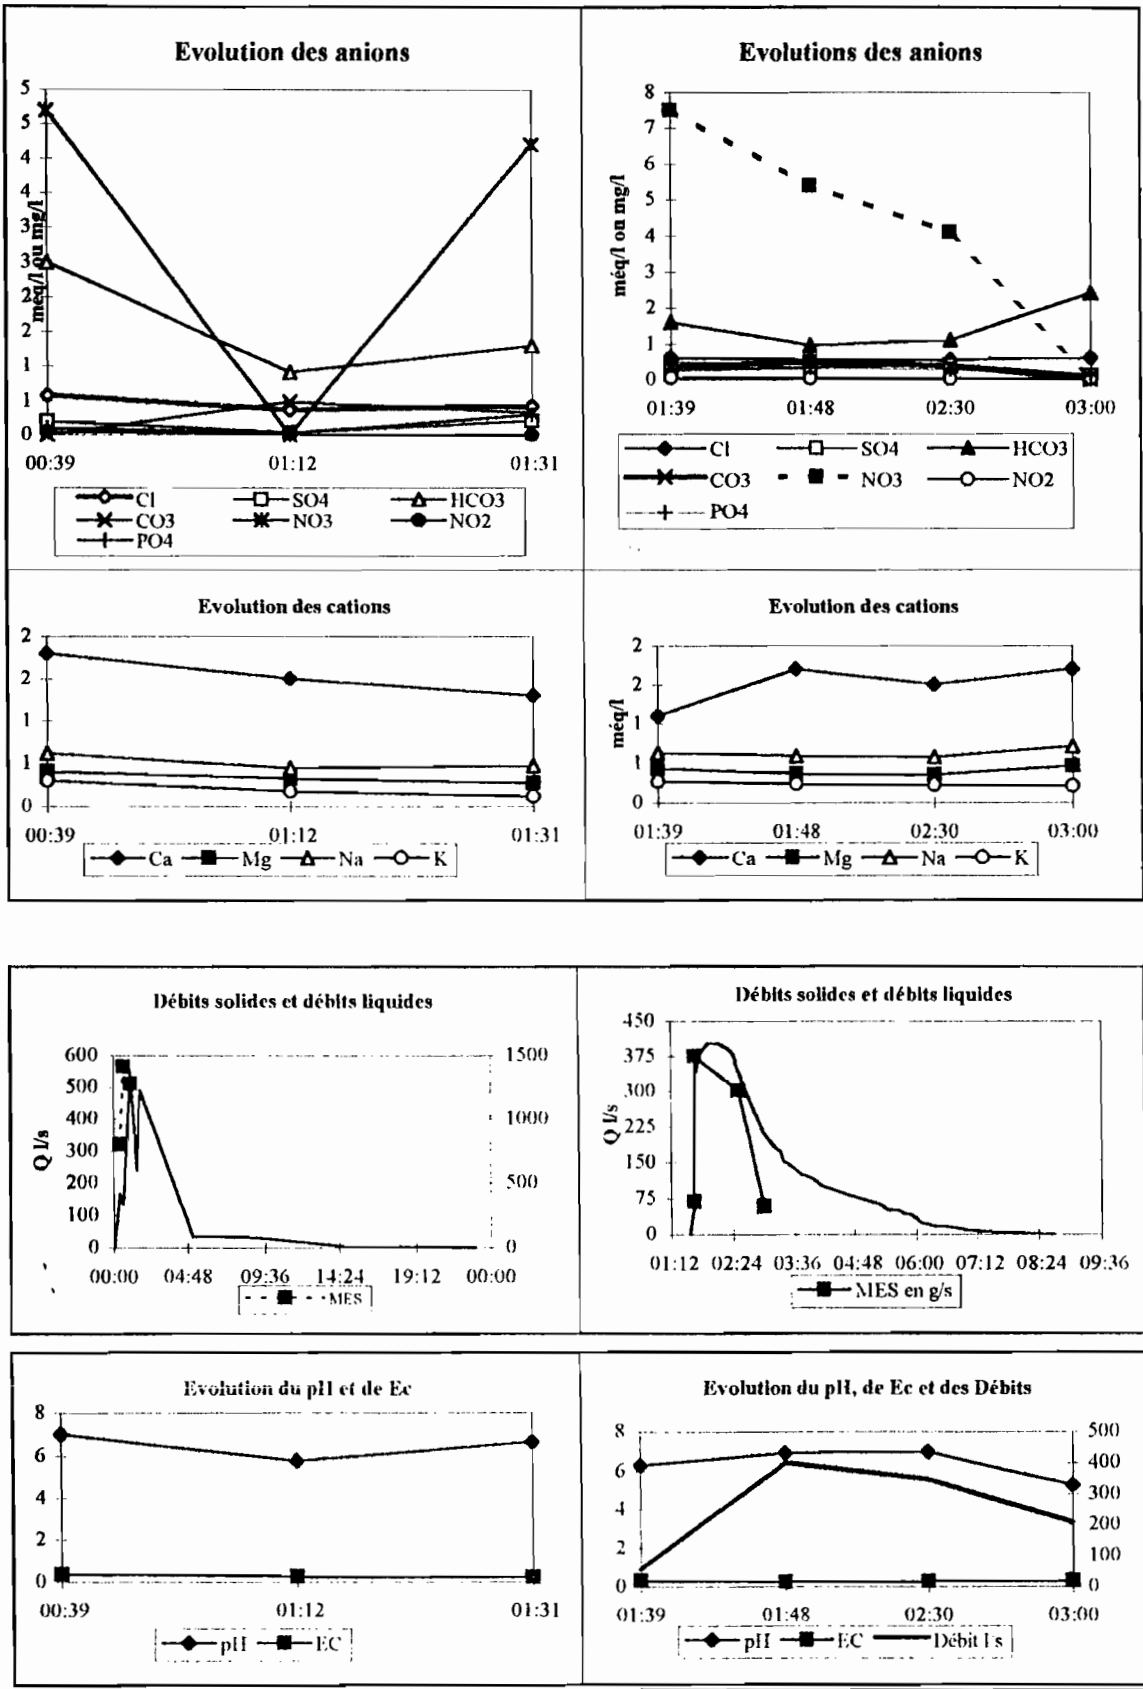 Evolution des anions
5
5
4
4
3
3
2
2
1
1
0
méq/l ou mg/l
00:39 01:12 01:31
Cl SO4 HCO3
CO3 NO3 NO2
PO4
Evolutions des anions
8
7
6
5
4
3
2
1
0
méq/l ou mg/l
01:39 01:48 02:30 03:00
Cl SO4 HCO3
CO3 NO3 NO2
PO4
Evolution des cations
2
2
1
1
0
00:39 01:12 01:31
Ca Mg Na K
Evolution des cations
2
2
1
1
0
méq/l
01:39 01:48 02:30 03:00
Ca Mg Na K
Débits solides et débits liquides
600
500
400
300
200
100
0
Q l/s
1500
1000
500
0
00:00 04:48 09:36 14:24 19:12 00:00
MES
Débits solides et débits liquides
450
375
300
225
150
75
0
Q l/s
01:12 02:24 03:36 04:48 06:00 07:12 08:24 09:36
MES en g/s
Evolution du pH et de Ec
8
6
4
2
0
00:39 01:12 01:31
pH EC
Evolution du pH, de Ec et des Débits
8
6
4
2
0
500
400
300
200
100
0
01:39 01:48 02:30 03:00
pH EC Débit l/s